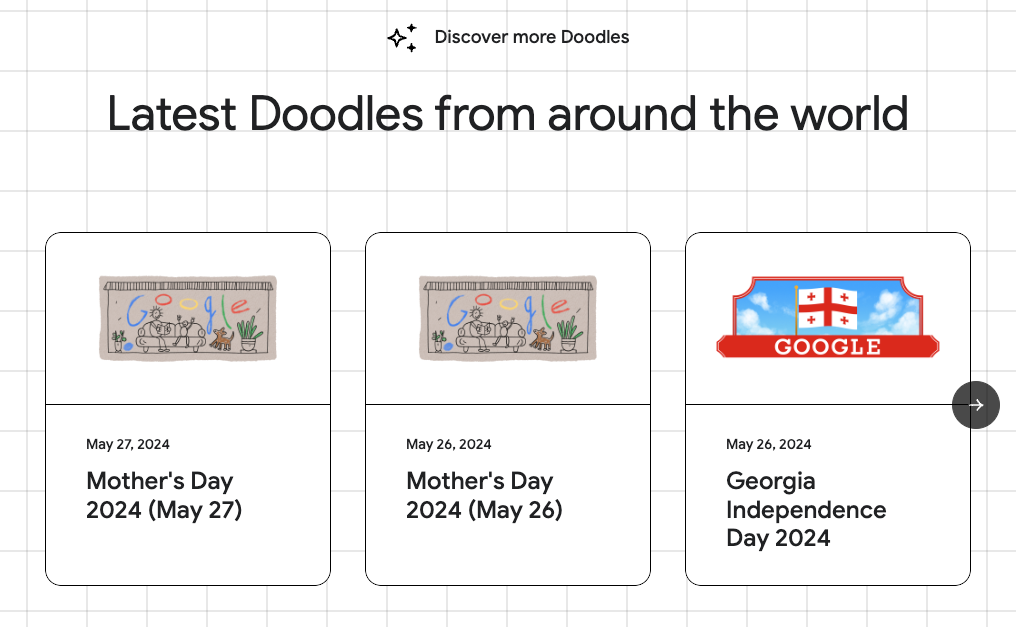 Discover more Doodles
Latest Doodles from around the world
Google
Google
GOOGLE
May 27, 2024
Mother's Day
2024 (May 27)
May 26, 2024
Mother's Day
2024 (May 26)
May 26, 2024
Georgia
Independence
Day 2024